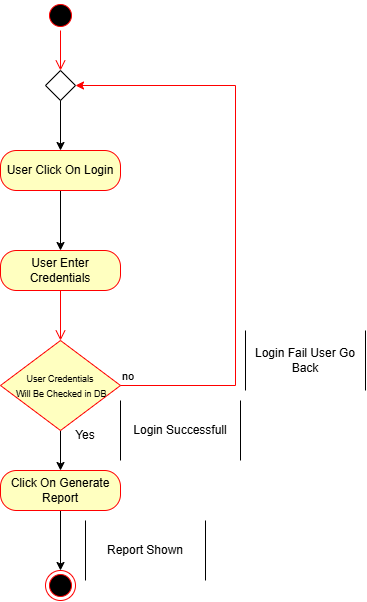 User Click On Login
User Enter
Credentials
Login Fail User Go
Back
no
User Credentials
Will Be Checked in DB
Yes
Login Successfull
Click On Generate
Report
Report Shown